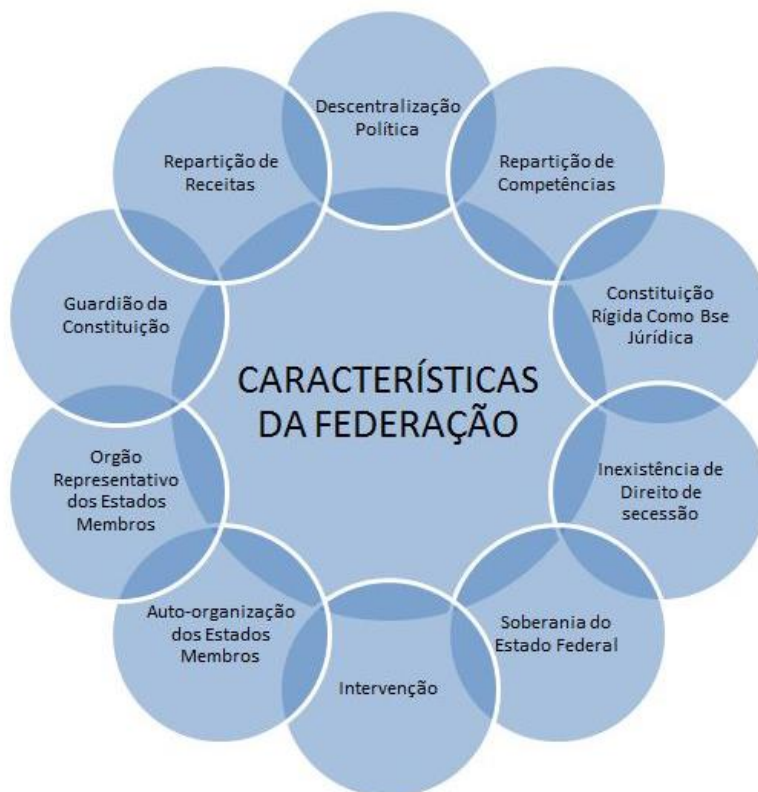 CARACTERÍSTICAS
DA FEDERAÇÃO
Descentralização
Política
Repartição de
Competências
Constituição
Rígida Como Bse
Júrídica
Inexistência de
Direito de
secessão
Soberania do
Estado Federal
Intervenção
Auto-organização
dos Estados
Membros
Orgão
Representativo
dos Estados
Membros
Guardião da
Constituição
Repartição de
Receitas